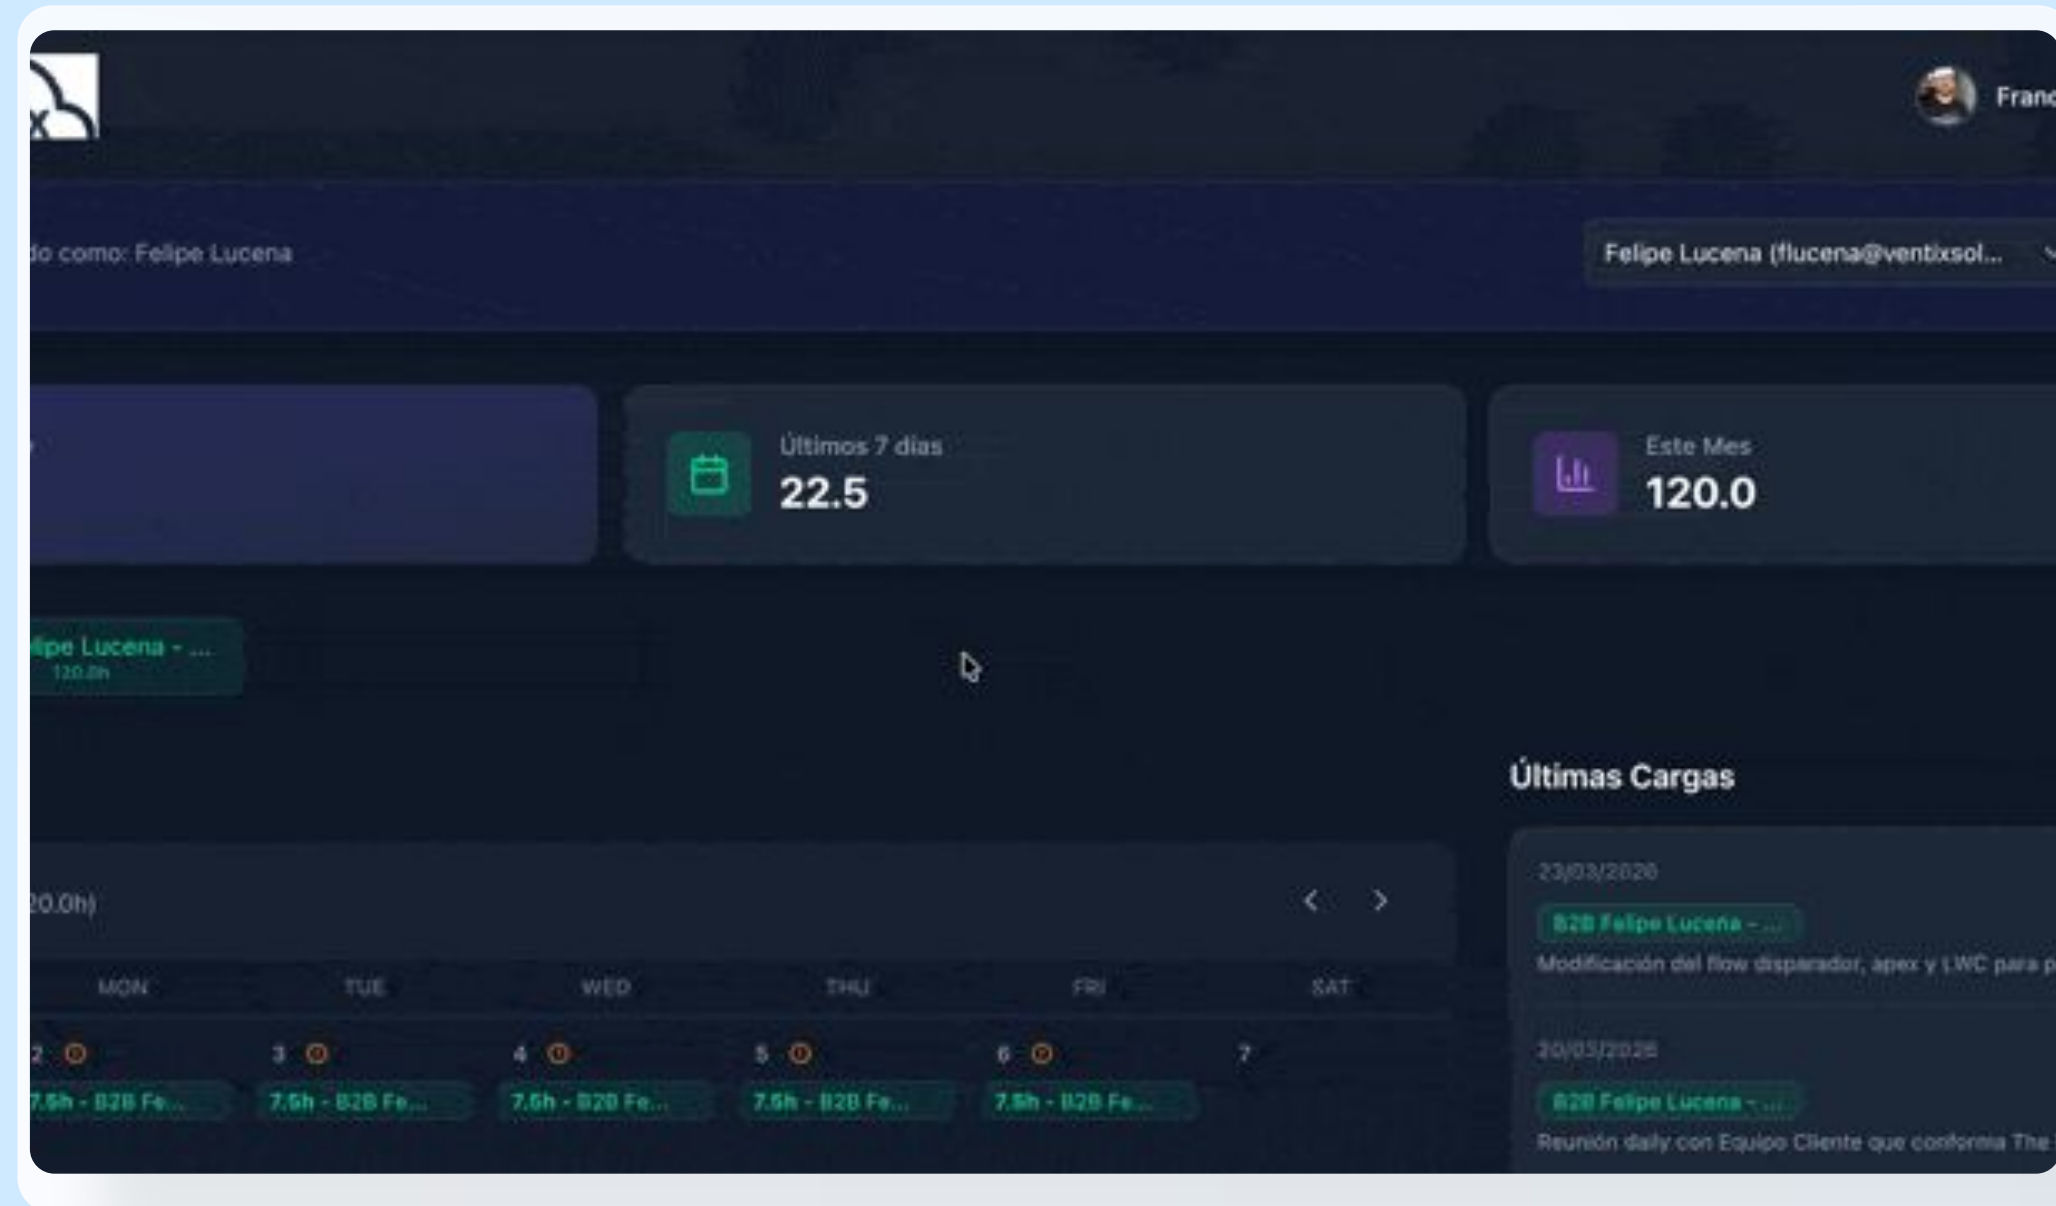 x
Franc
do como: Felipe Lucena
Felipe Lucena (flucena@ventixsol...
Últimos 7 días
22.5
Este Mes
120.0
elipe Lucena - ...
120.0h
Últimas Cargas
20.0h)
23/03/2026
B2B Felipe Lucena - ...
Modificación del flow disparador, apex y LWC para p
MON
TUE
WED
THU
FRI
SAT
2
3
4
5
6
7
7.5h - B2B Fe...
7.5h - B2B Fe...
7.5h - B2B Fe...
7.5h - B2B Fe...
7.5h - B2B Fe...
20/03/2026
B2B Felipe Lucena - ...
Reunión daily con Equipo Cliente que conforma The